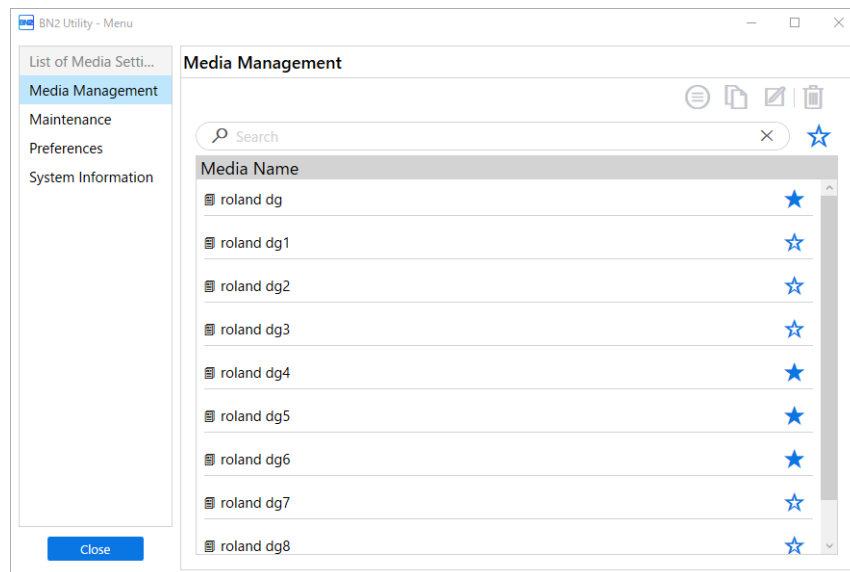 BN2 BN2 Utility - Menu
List of Media Setti...
Media Management
Maintenance
Preferences
System Information
Close
Media Management
Search
Media Name
roland dg
roland dg1
roland dg2
roland dg3
roland dg4
roland dg5
roland dg6
roland dg7
roland dg8